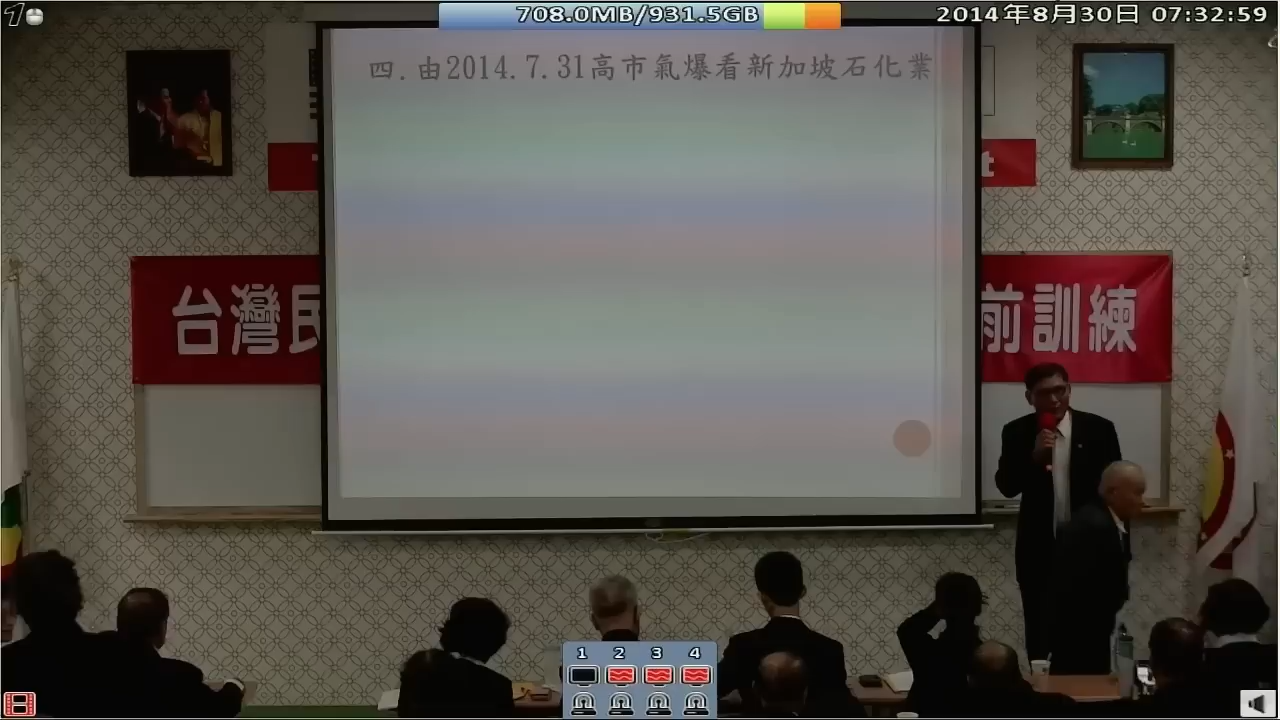 1
708.0MB/931.5GB
2014年8月30日 07:32:59
四.由2014.7.31高市氣爆看新加坡石化業
t
台灣民
前訓練
1 2 3 4